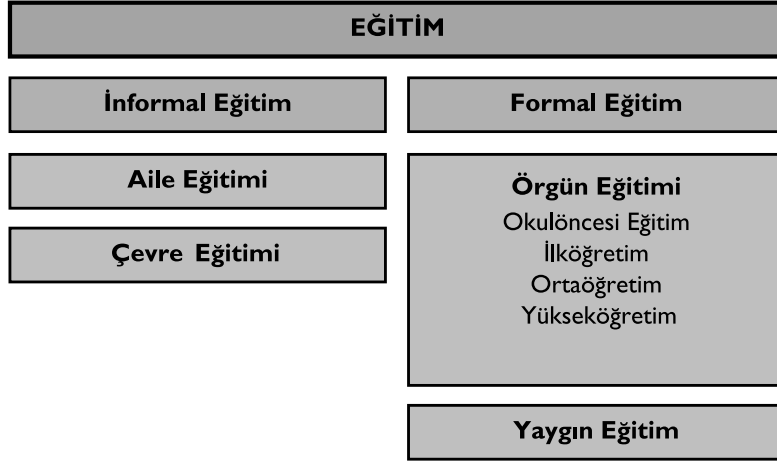 EĞİTİM
İnformal Eğitim
Formal Eğitim
Aile Eğitimi
Çevre Eğitimi
Örgün Eğitimi
Okulöncesi Eğitim
İlköğretim
Ortaöğretim
Yükseköğretim
Yaygın Eğitim